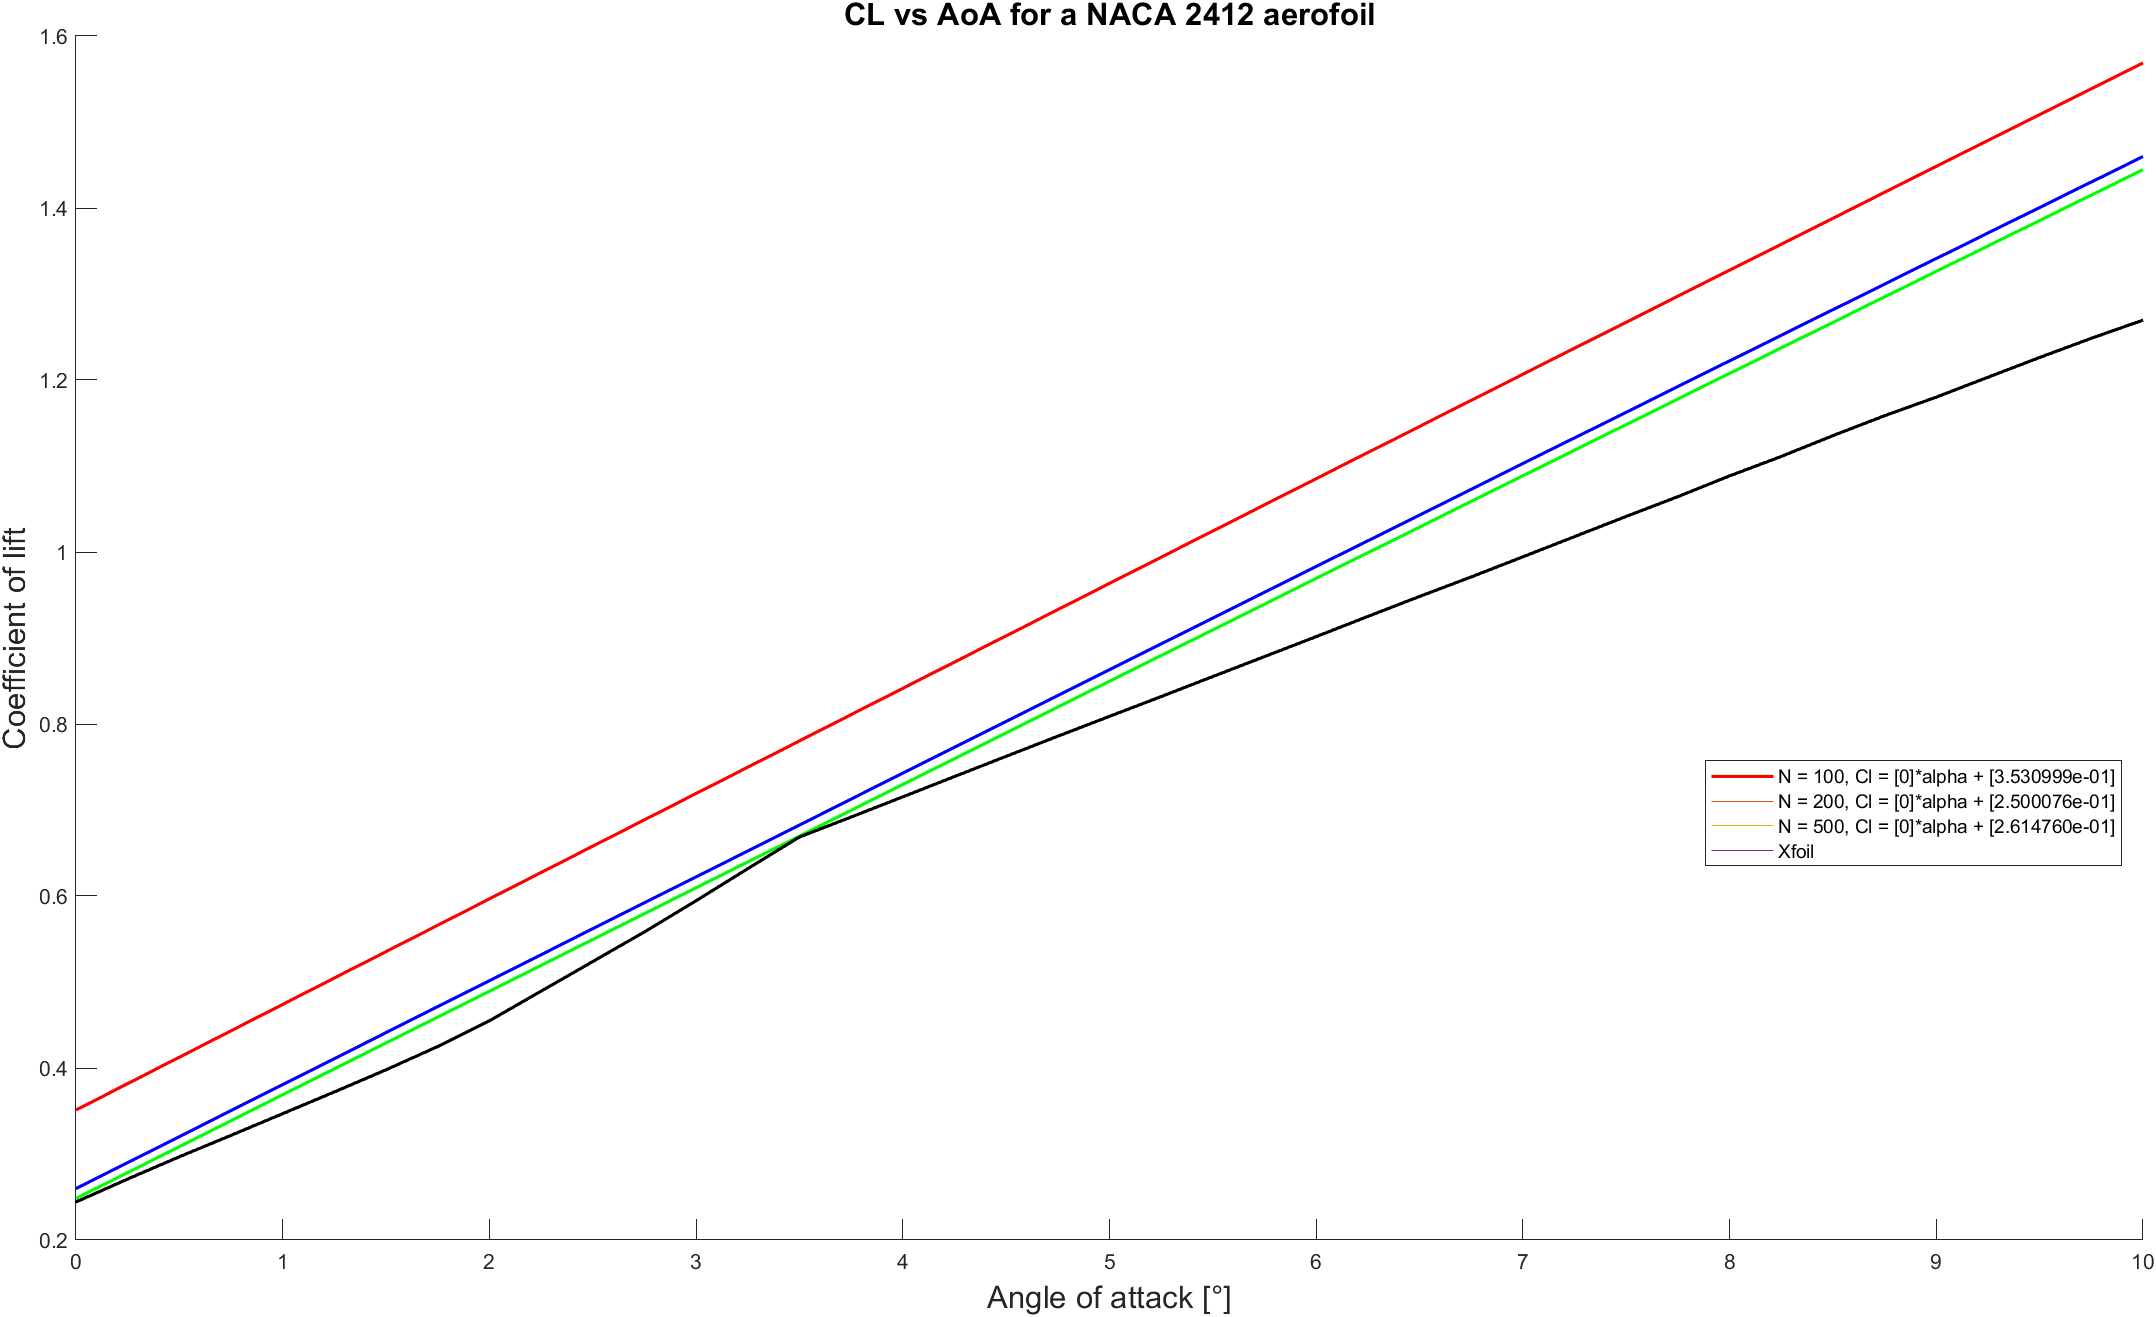 CL vs AoA for a NACA 2412 aerofoil
1.6
1.4
1.2
1
0.8
0.6
0.4
0.2
Coefficient of lift
N = 100, Cl = [0]*alpha + [3.530999e-01]
N = 200, Cl = [0]*alpha + [2.500076e-01]
N = 500, Cl = [0]*alpha + [2.614760e-01]
Xfoil
0 1 2 3 4 5 6 7 8 9 10
Angle of attack [°]